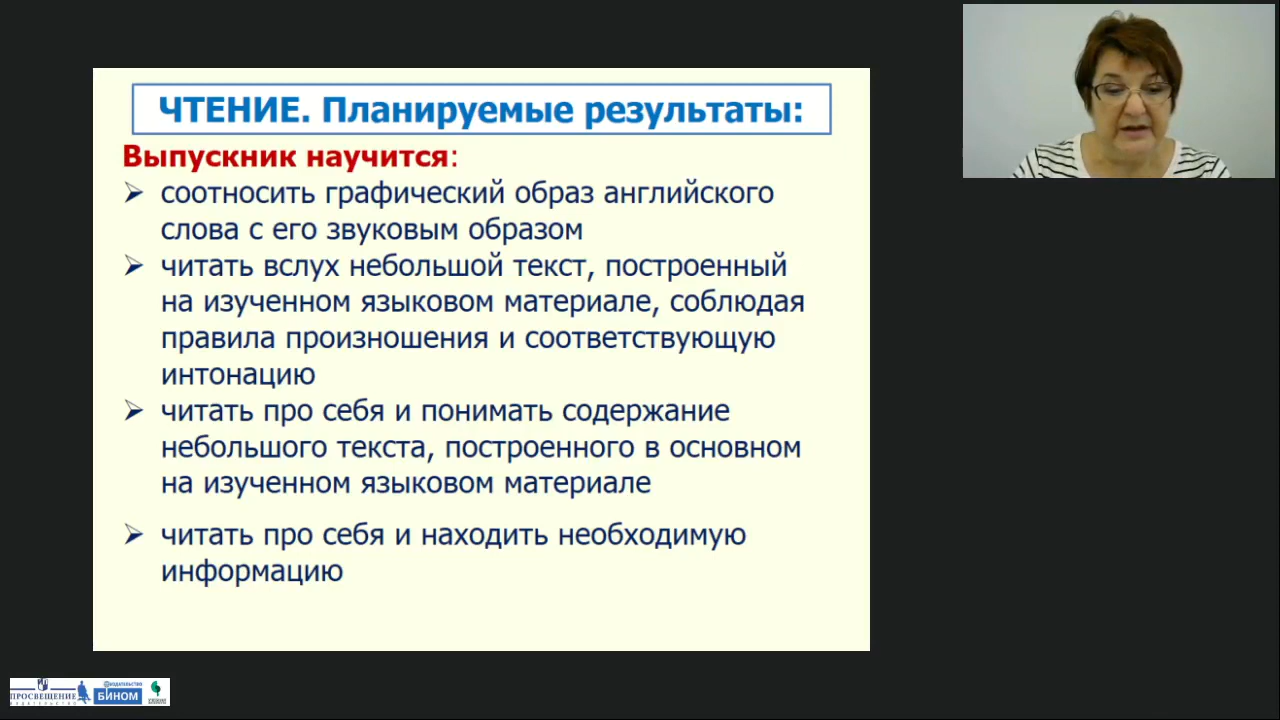 ЧТЕНИЕ. Планируемые результаты:
Выпускник научится:
соотносить графический образ английского
слова с его звуковым образом
читать вслух небольшой текст, построенный
на изученном языковом материале, соблюдая
правила произношения и соответствующую
интонацию
читать про себя и понимать содержание
небольшого текста, построенного в основном
на изученном языковом материале
читать про себя и находить необходимую
информацию
ПРОСВЕЩЕНИЕ
ИЗДАТЕЛЬСТВО
ИЗДАТЕЛЬСТВО
БИНОМ